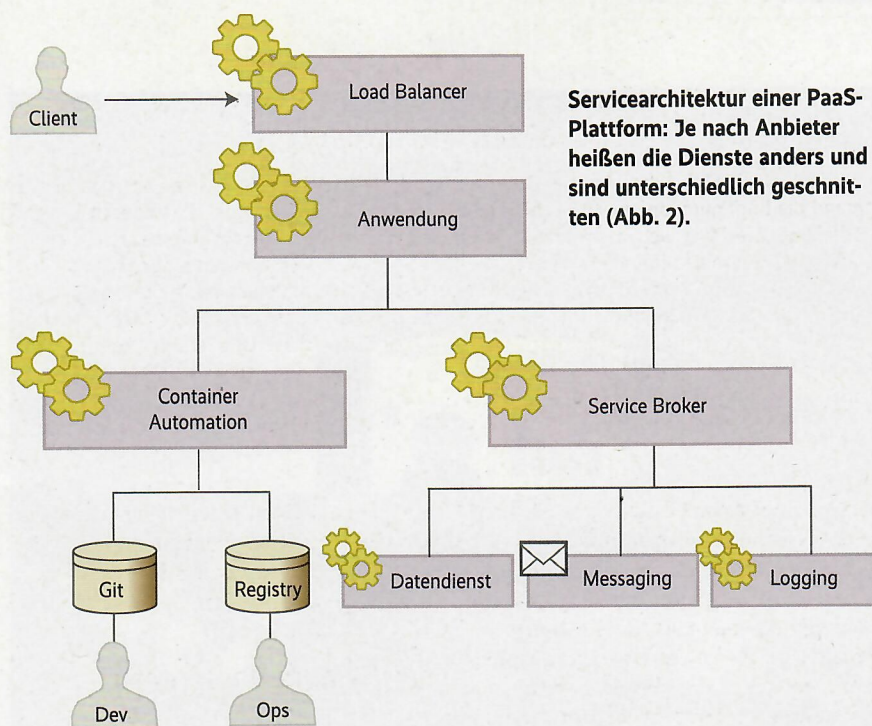 Client
Load Balancer
Servicearchitektur einer PaaS-
Plattform: Je nach Anbieter
heißen die Dienste anders und
sind unterschiedlich geschnit-
ten (Abb. 2).
Anwendung
Container
Automation
Service Broker
Git
Registry
Datendienst
Messaging
Logging
Dev
Ops